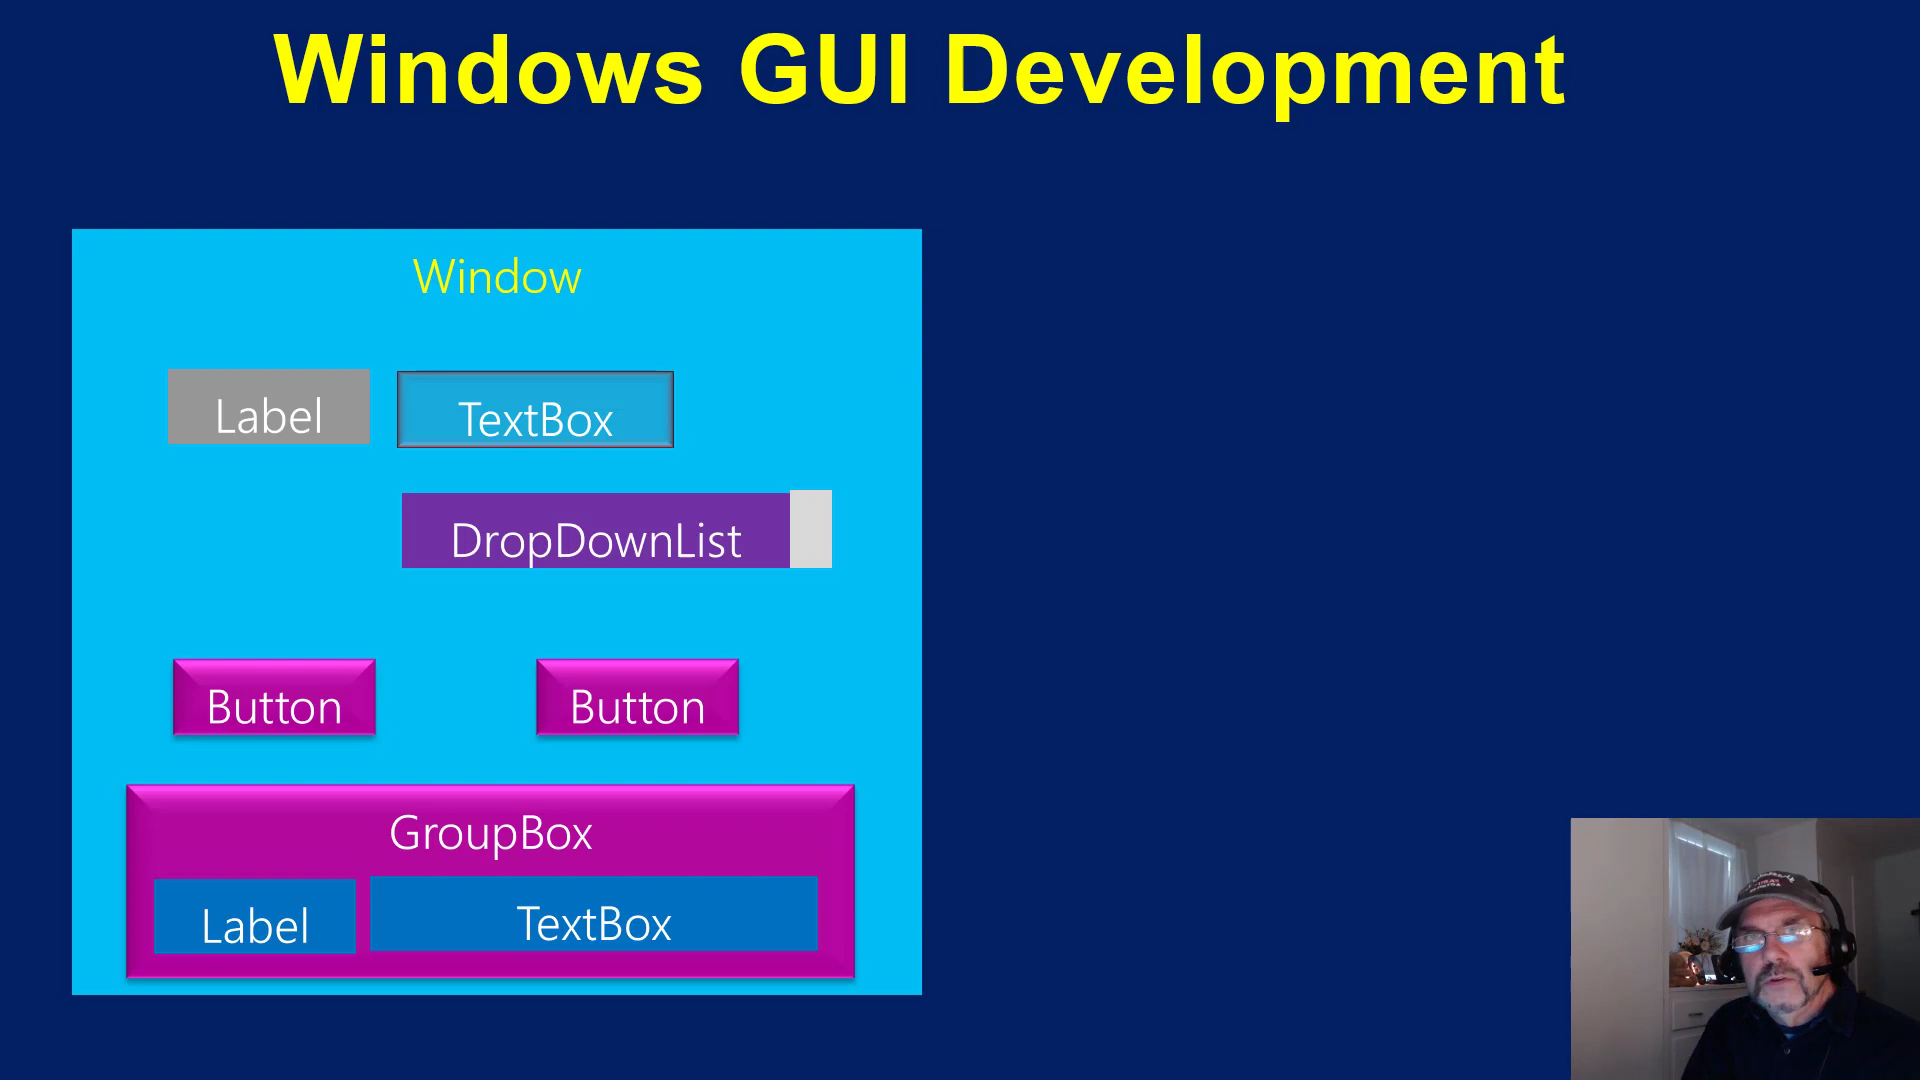 Windows GUI Development
Window
Label TextBox
DropDownList
Button Button
GroupBox
Label TextBox